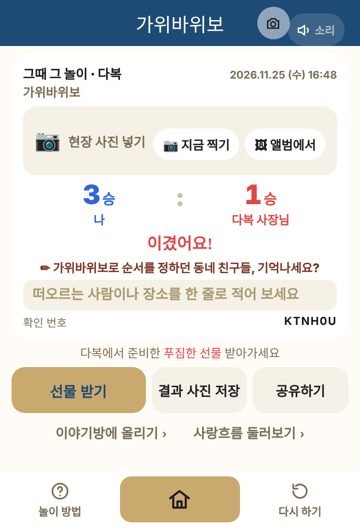 가위바위보
소리
그때 그 놀이 · 다복
2026.11.25 (수) 16:48
가위바위보
현장 사진 넣기
지금 찍기
앨범에서
3승
:
1승
나
다복 사장님
이겼어요!
✏ 가위바위보로 순서를 정하던 동네 친구들, 기억나세요?
떠오르는 사람이나 장소를 한 줄로 적어 보세요
확인 번호
KTNH0U
다복에서 준비한 푸짐한 선물 받아가세요
선물 받기
결과 사진 저장
공유하기
이야기방에 올리기 ›
사랑흐름 둘러보기 ›
놀이 방법
다시 하기